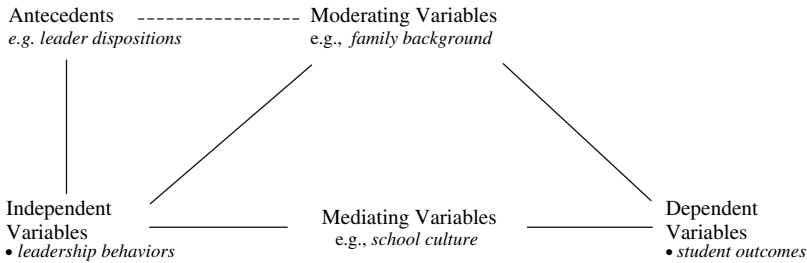 Antecedents
e.g. leader dispositions
Moderating Variables
e.g., family background
Independent
Variables
• leadership behaviors
Mediating Variables
e.g., school culture
Dependent
Variables
• student outcomes